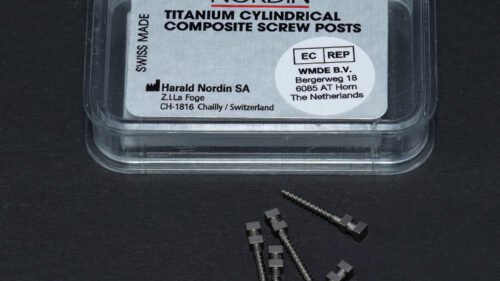 NORDIN
TITANIUM CYLINDRICAL
COMPOSITE SCREW POSTS
SWISS MADE
Harald Nordin SA
Z.I.La Foge
CH-1816 Chailly / Switzerland
EC REP
WMDE B.V.
Bergerweg 18
6085 AT Horn
The Netherlands